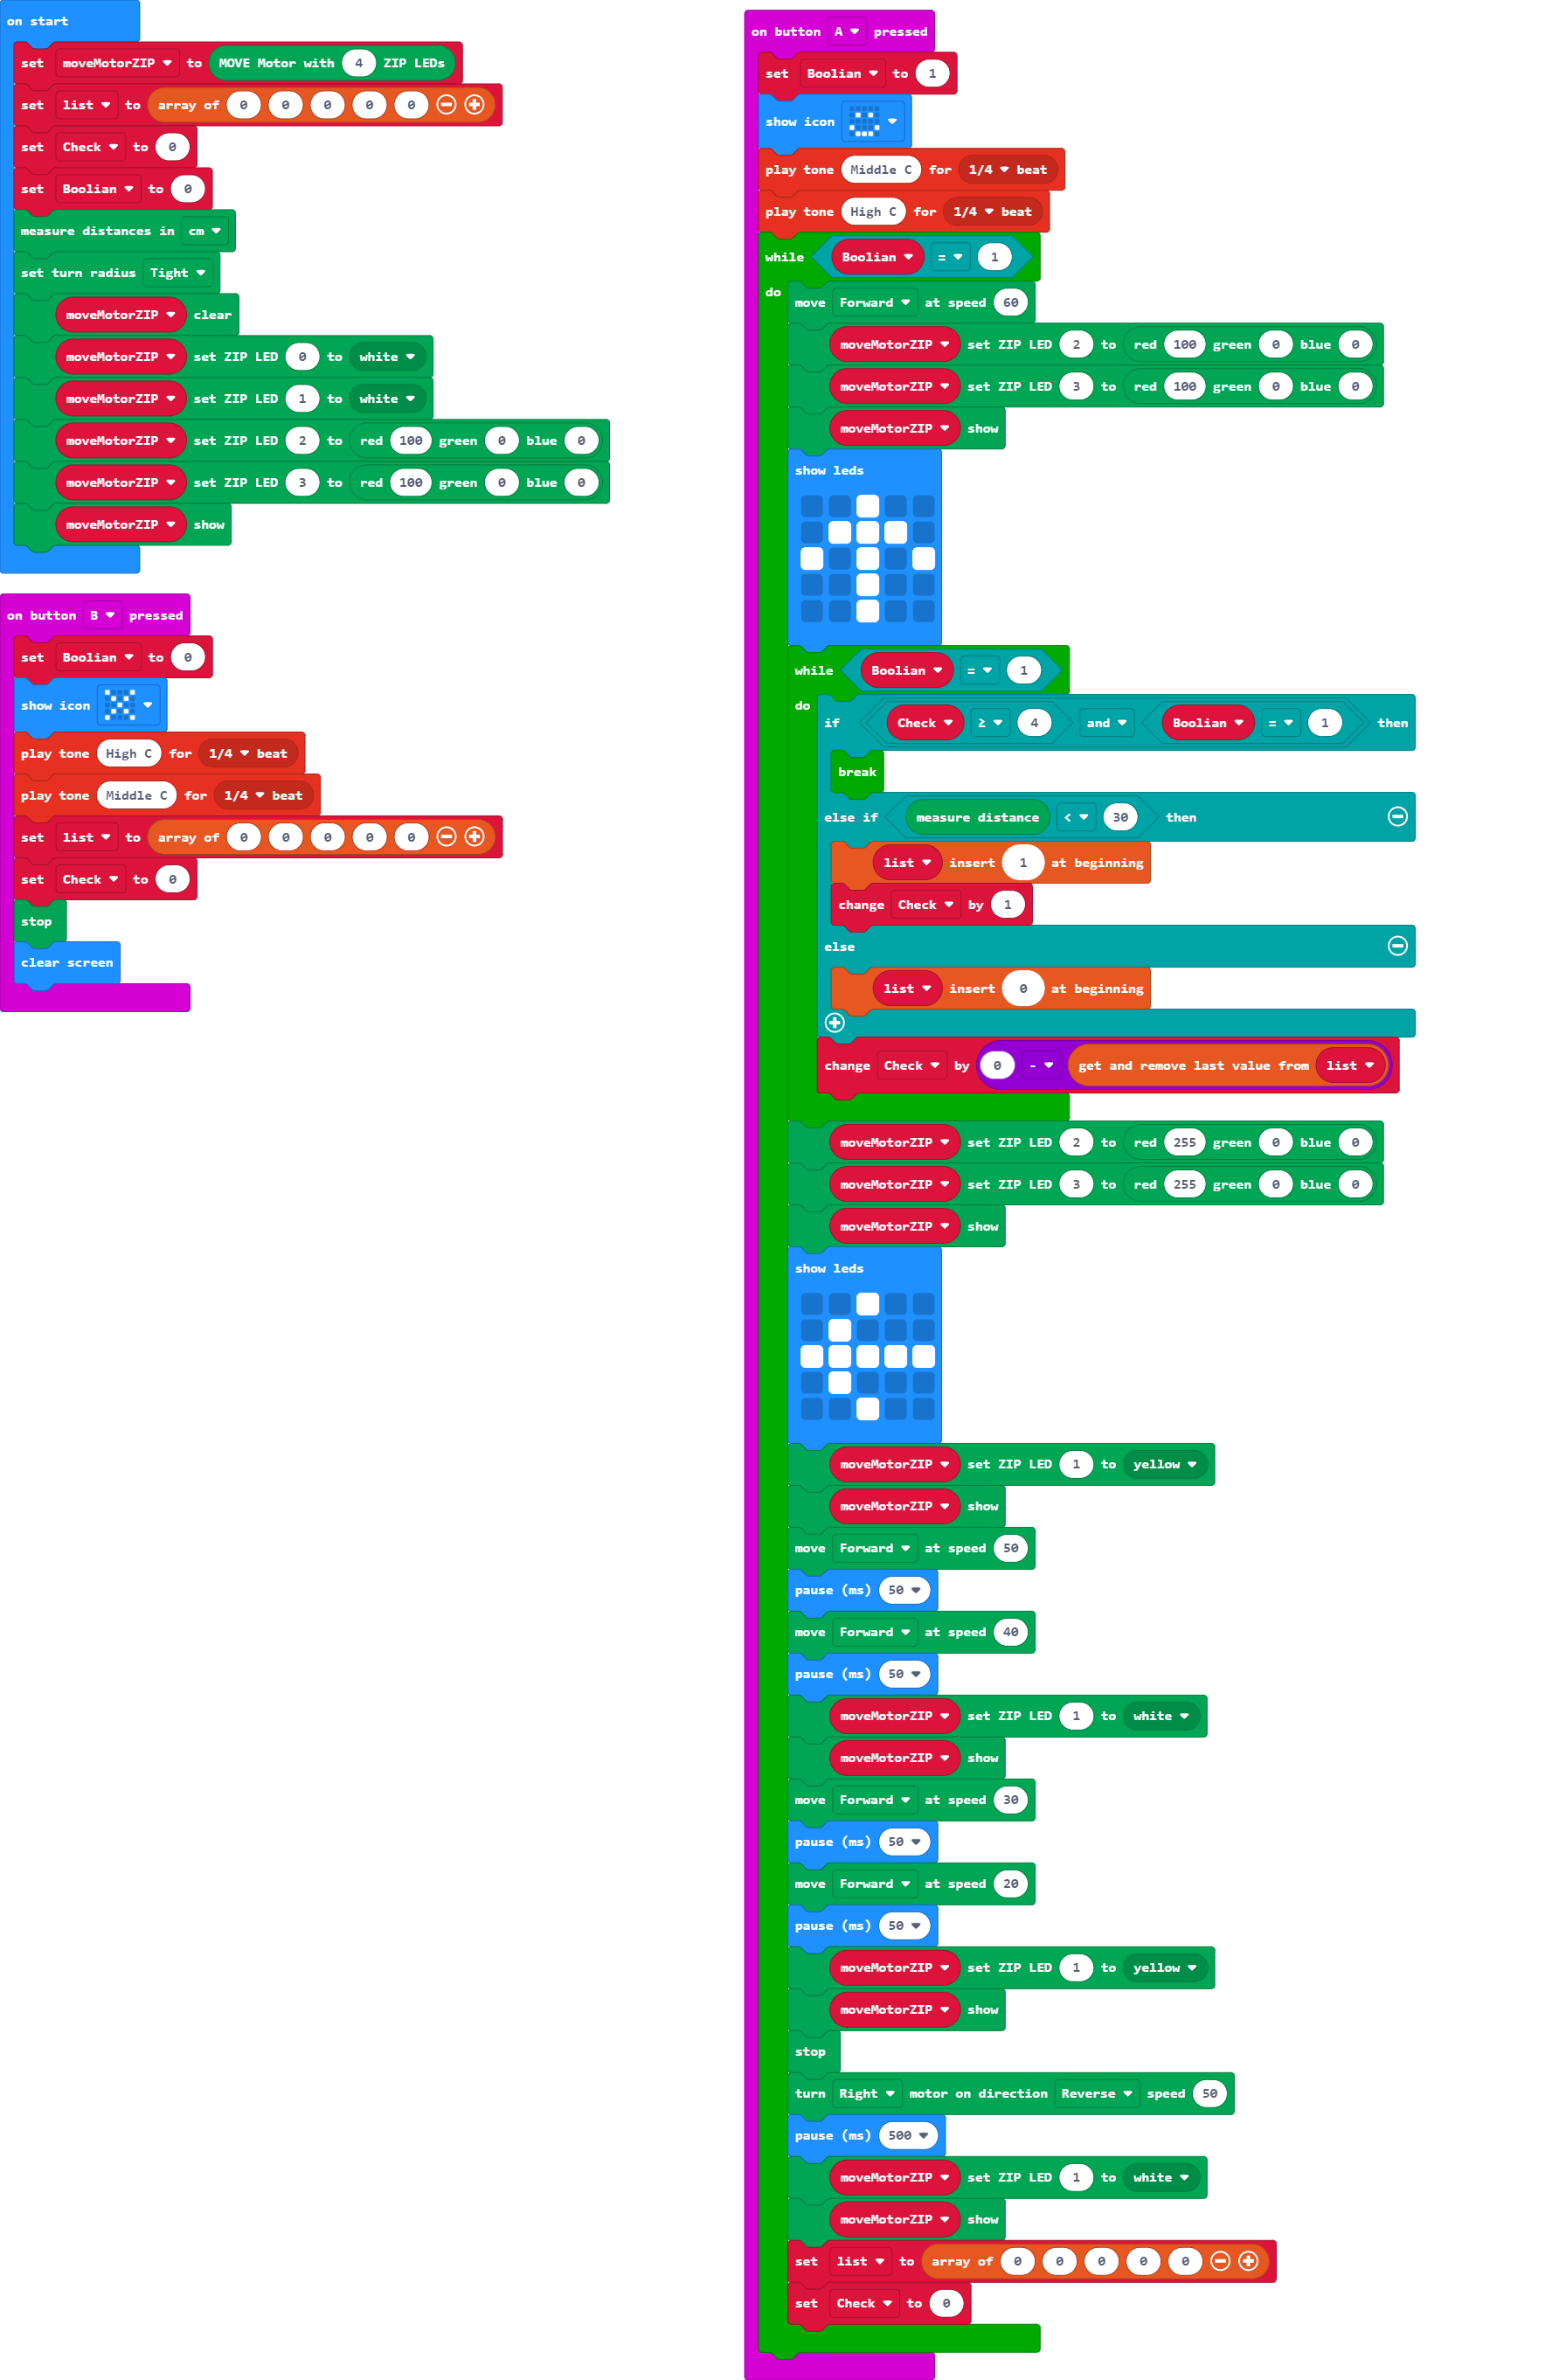 on start
set moveMotorZIP to MOVE Motor with 4 ZIP LEDs
set list to array of 0 0 0 0 0
set Check to 0
set Boolian to 0
measure distances in cm
set turn radius Tight
moveMotorZIP clear
moveMotorZIP set ZIP LED 0 to white
moveMotorZIP set ZIP LED 1 to white
moveMotorZIP set ZIP LED 2 to red 100 green 0 blue 0
moveMotorZIP set ZIP LED 3 to red 100 green 0 blue 0
moveMotorZIP show
on button B pressed
set Boolian to 0
show icon
play tone High C for 1/4 beat
play tone Middle C for 1/4 beat
set list to array of 0 0 0 0 0
set Check to 0
stop
clear screen
on button A pressed
set Boolian to 1
show icon
play tone Middle C for 1/4 beat
play tone High C for 1/4 beat
while Boolian = 1
do
move Forward at speed 60
moveMotorZIP set ZIP LED 2 to red 100 green 0 blue 0
moveMotorZIP set ZIP LED 3 to red 100 green 0 blue 0
moveMotorZIP show
show leds
while Boolian = 1
do
if Check ≥ 4 and Boolian = 1 then
break
else if measure distance < 30 then
list insert 1 at beginning
change Check by 1
else
list insert 0 at beginning
change Check by 0 - get and remove last value from list
moveMotorZIP set ZIP LED 2 to red 255 green 0 blue 0
moveMotorZIP set ZIP LED 3 to red 255 green 0 blue 0
moveMotorZIP show
show leds
moveMotorZIP set ZIP LED 1 to yellow
moveMotorZIP show
move Forward at speed 50
pause (ms) 50
move Forward at speed 40
pause (ms) 50
moveMotorZIP set ZIP LED 1 to white
moveMotorZIP show
move Forward at speed 30
pause (ms) 50
move Forward at speed 20
pause (ms) 50
moveMotorZIP set ZIP LED 1 to yellow
moveMotorZIP show
stop
turn Right motor on direction Reverse speed 50
pause (ms) 500
moveMotorZIP set ZIP LED 1 to white
moveMotorZIP show
set list to array of 0 0 0 0 0
set Check to 0